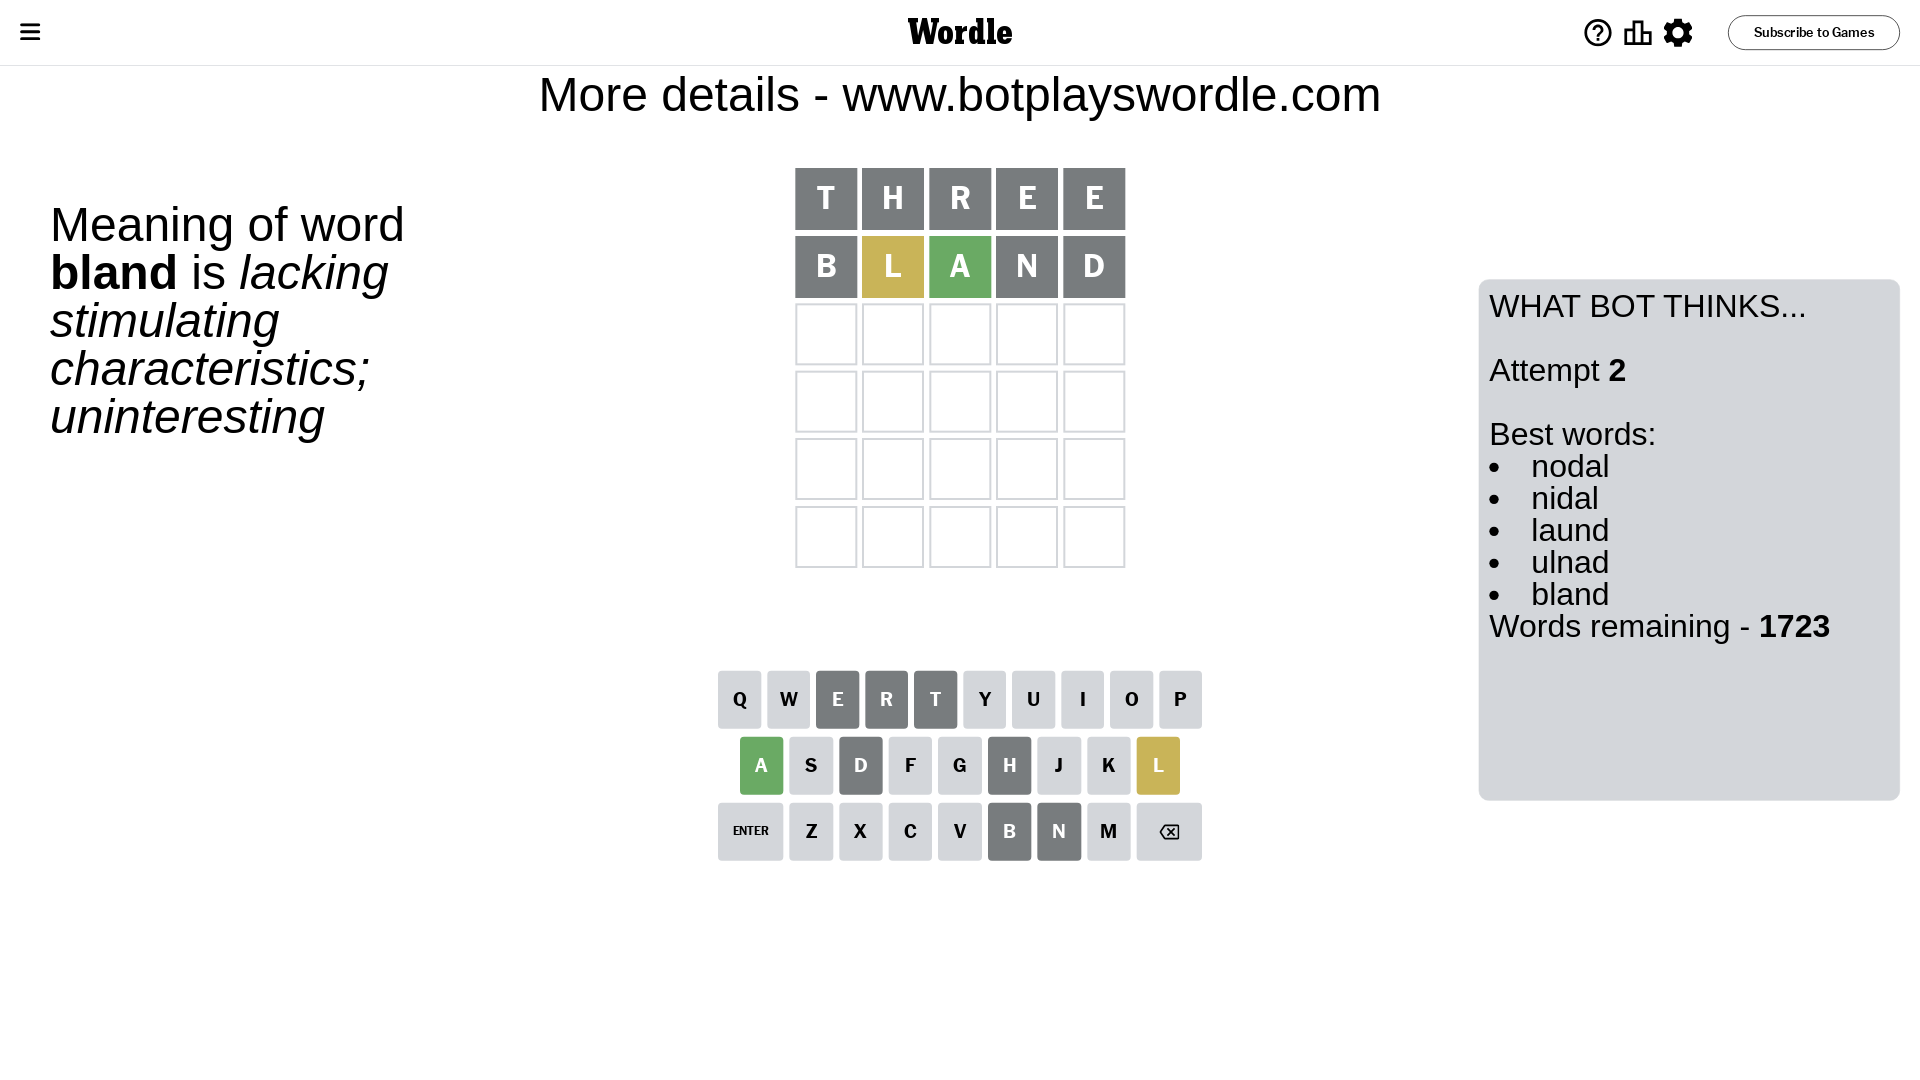 Wordle
Subscribe to Games
More details - www.botplayswordle.com
Meaning of word
bland is lacking
stimulating
characteristics;
uninteresting
T H R E E
B L A N D
WHAT BOT THINKS...
Attempt 2
Best words:
• nodal
• nidal
• laund
• ulnad
• bland
Words remaining - 1723
Q W E R T Y U I O P
A S D F G H J K L
ENTER Z X C V B N M